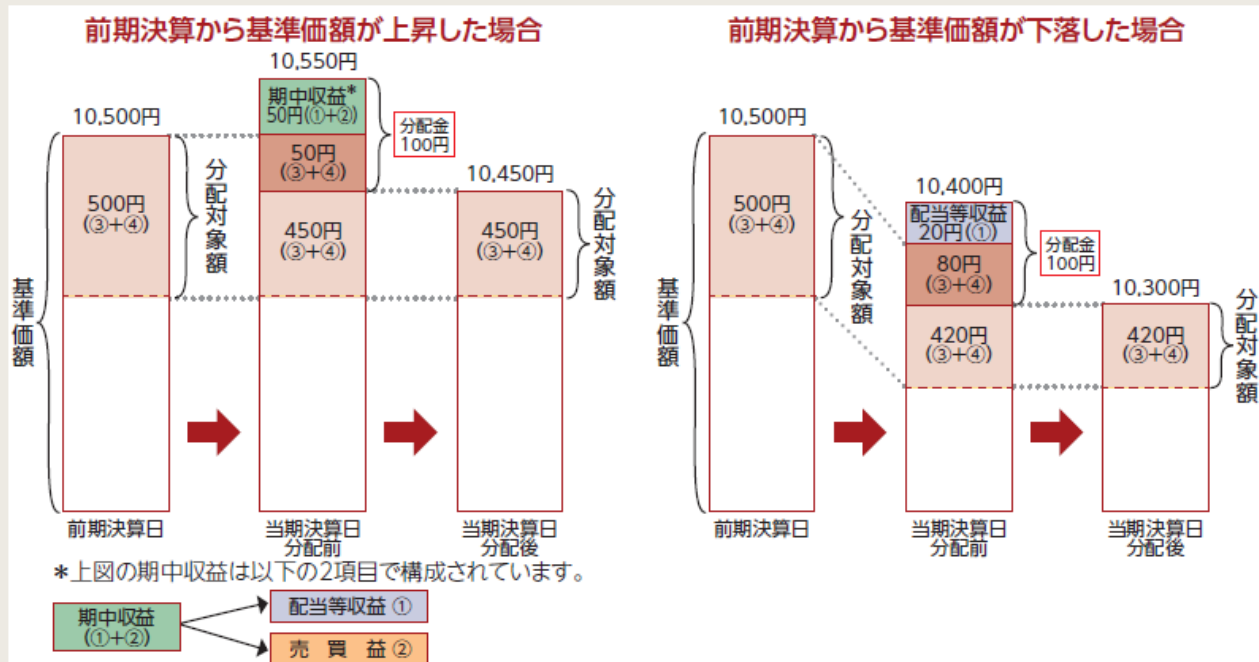 前期決算から基準価額が上昇した場合
10,500円
10,550円
10,450円
期中収益*
50円(①+②)
50円
(③+④)
分配金
100円
500円
(③+④)
450円
(③+④)
450円
(③+④)
分配対象額
分配対象額
基準価額
前期決算日
当期決算日
分配前
当期決算日
分配後
*上図の期中収益は以下の2項目で構成されています。
期中収益
(①+②)
配当等収益 ①
売 買 益 ②
前期決算から基準価額が下落した場合
10,500円
10,400円
10,300円
配当等収益
20円(①)
80円
(③+④)
分配金
100円
500円
(③+④)
420円
(③+④)
420円
(③+④)
分配対象額
分配対象額
基準価額
前期決算日
当期決算日
分配前
当期決算日
分配後